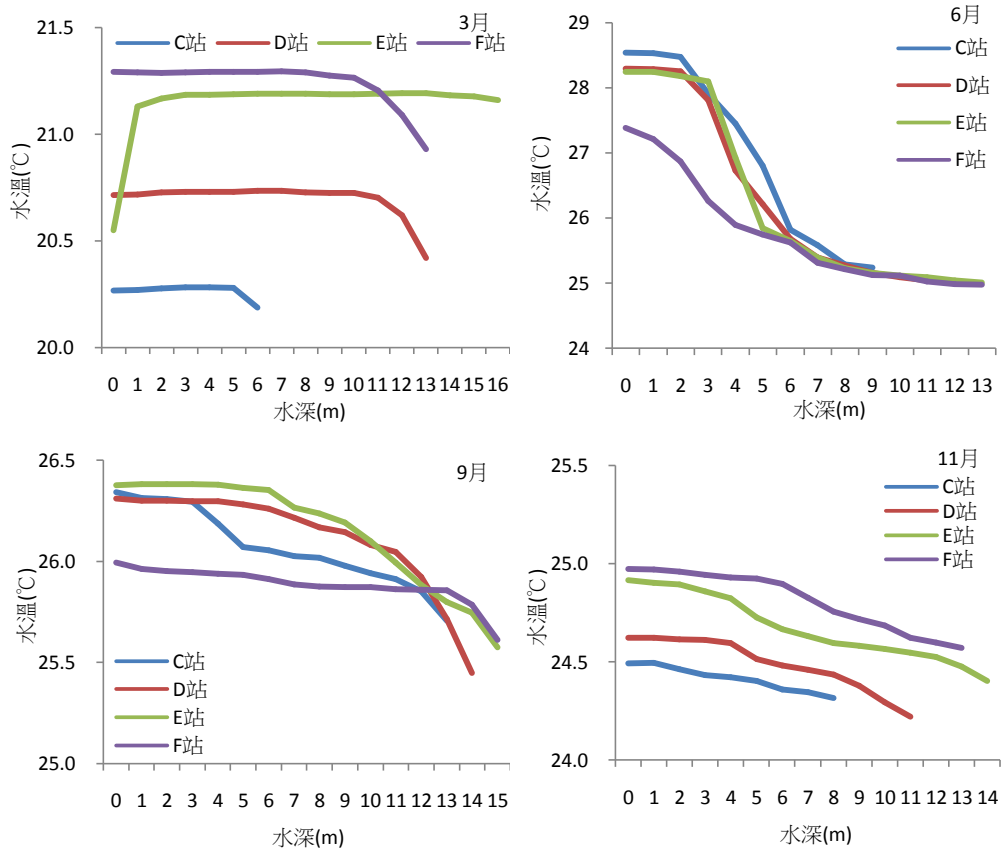 3月
C站 D站 E站 F站
21.5
21.0
20.5
20.0
水溫(℃)
0 1 2 3 4 5 6 7 8 9 10 11 12 13 14 15 16
水深(m)
6月
C站
D站
E站
F站
29
28
27
26
25
24
水溫(℃)
0 1 2 3 4 5 6 7 8 9 10 11 12 13
水深(m)
9月
26.5
26.0
25.5
25.0
水溫(℃)
C站
D站
E站
F站
0 1 2 3 4 5 6 7 8 9 10 11 12 13 14 15
水深(m)
11月
C站
D站
E站
F站
25.5
25.0
24.5
24.0
水溫(℃)
0 1 2 3 4 5 6 7 8 9 10 11 12 13 14
水深(m)